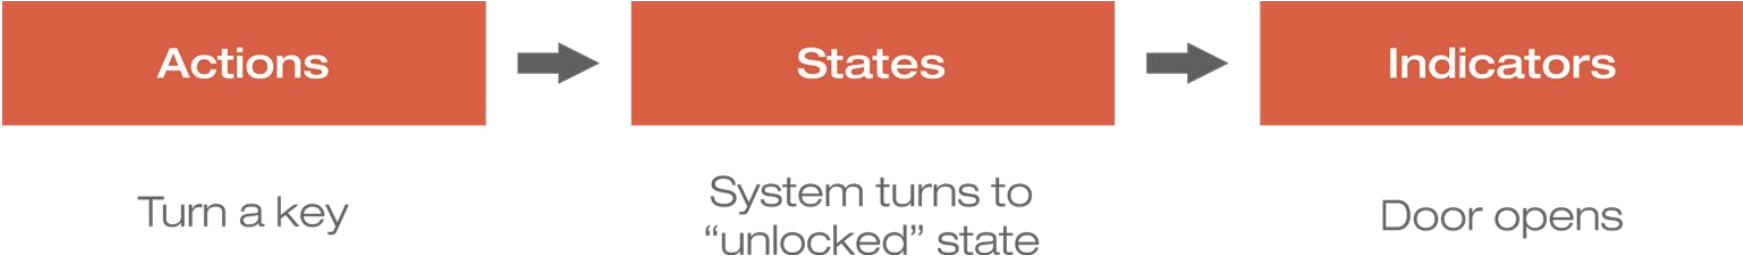 Actions
States
Indicators
Turn a key
System turns to
“unlocked” state
Door opens